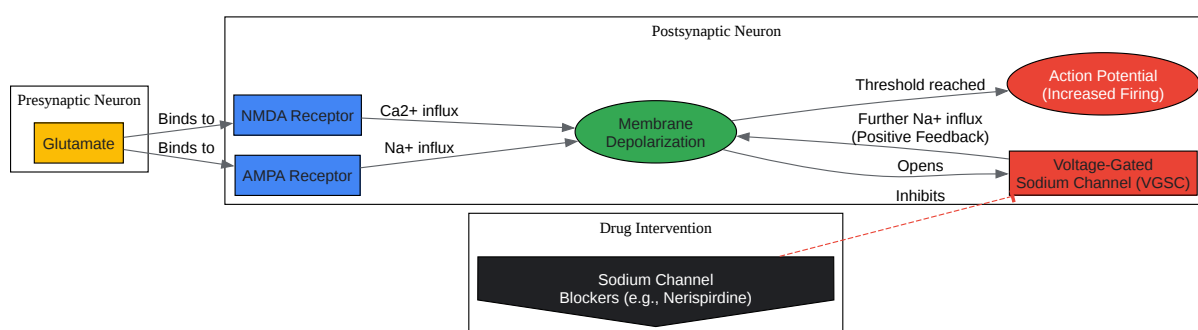 Postsynaptic Neuron
Presynaptic Neuron
Glutamate
Binds to
Binds to
NMDA Receptor
AMPA Receptor
Ca2+ influx
Na+ influx
Membrane
Depolarization
Threshold reached
Further Na+ influx
(Positive Feedback)
Opens
Inhibits
Action Potential
(Increased Firing)
Voltage-Gated
Sodium Channel (VGSC)
Drug Intervention
Sodium Channel
Blockers (e.g., Nerispirdine)